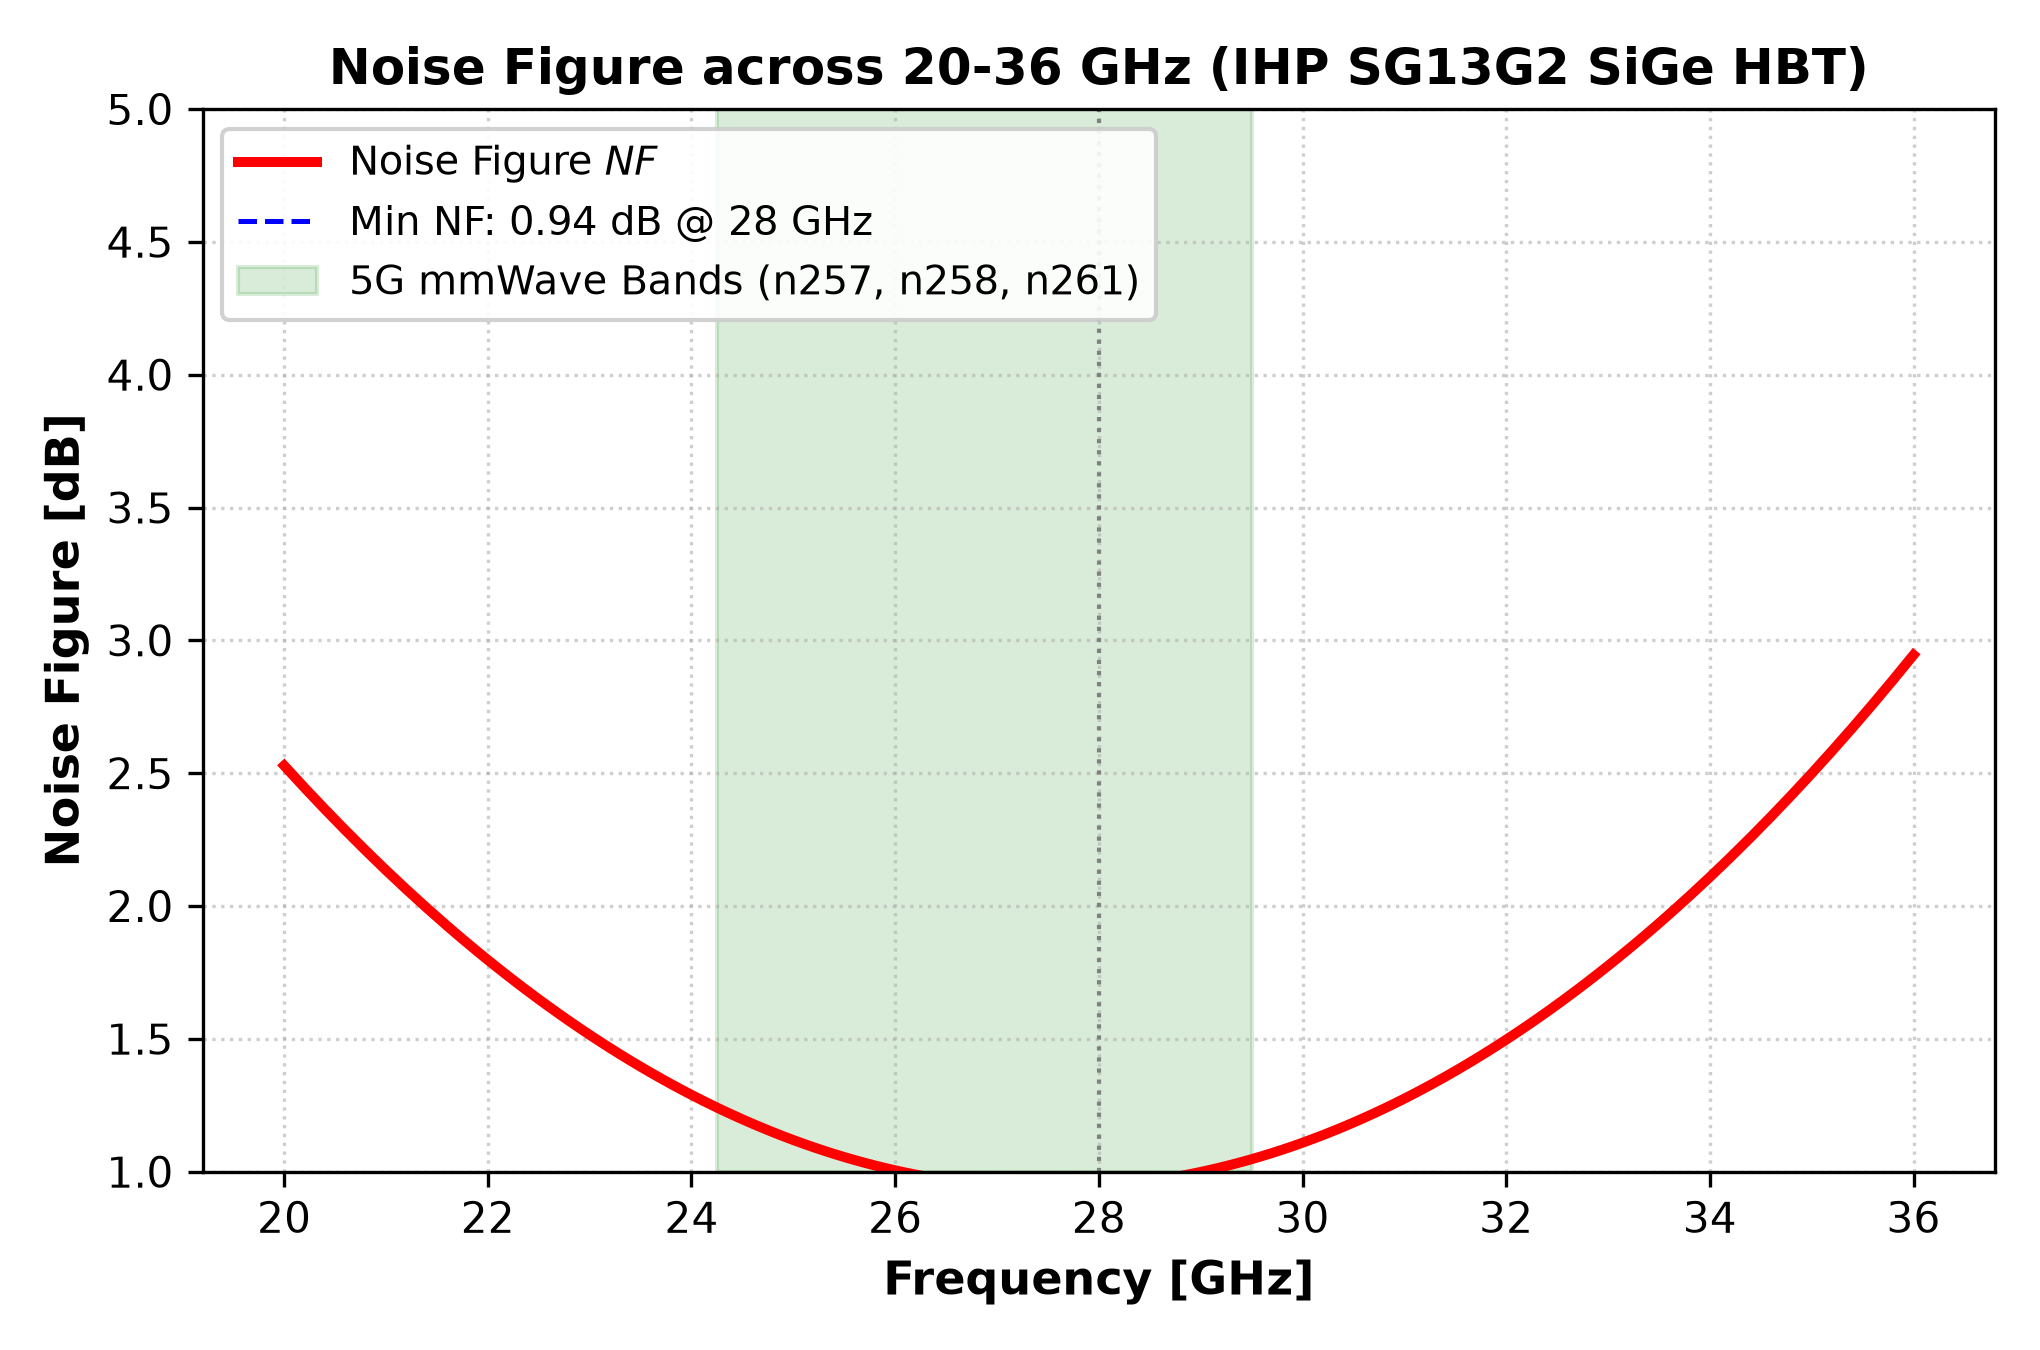 Noise Figure across 20-36 GHz (IHP SG13G2 SiGe HBT)
Noise Figure NF
Min NF: 0.94 dB @ 28 GHz
5G mmWave Bands (n257, n258, n261)
Noise Figure [dB]
5.0
4.5
4.0
3.5
3.0
2.5
2.0
1.5
1.0
20 22 24 26 28 30 32 34 36
Frequency [GHz]